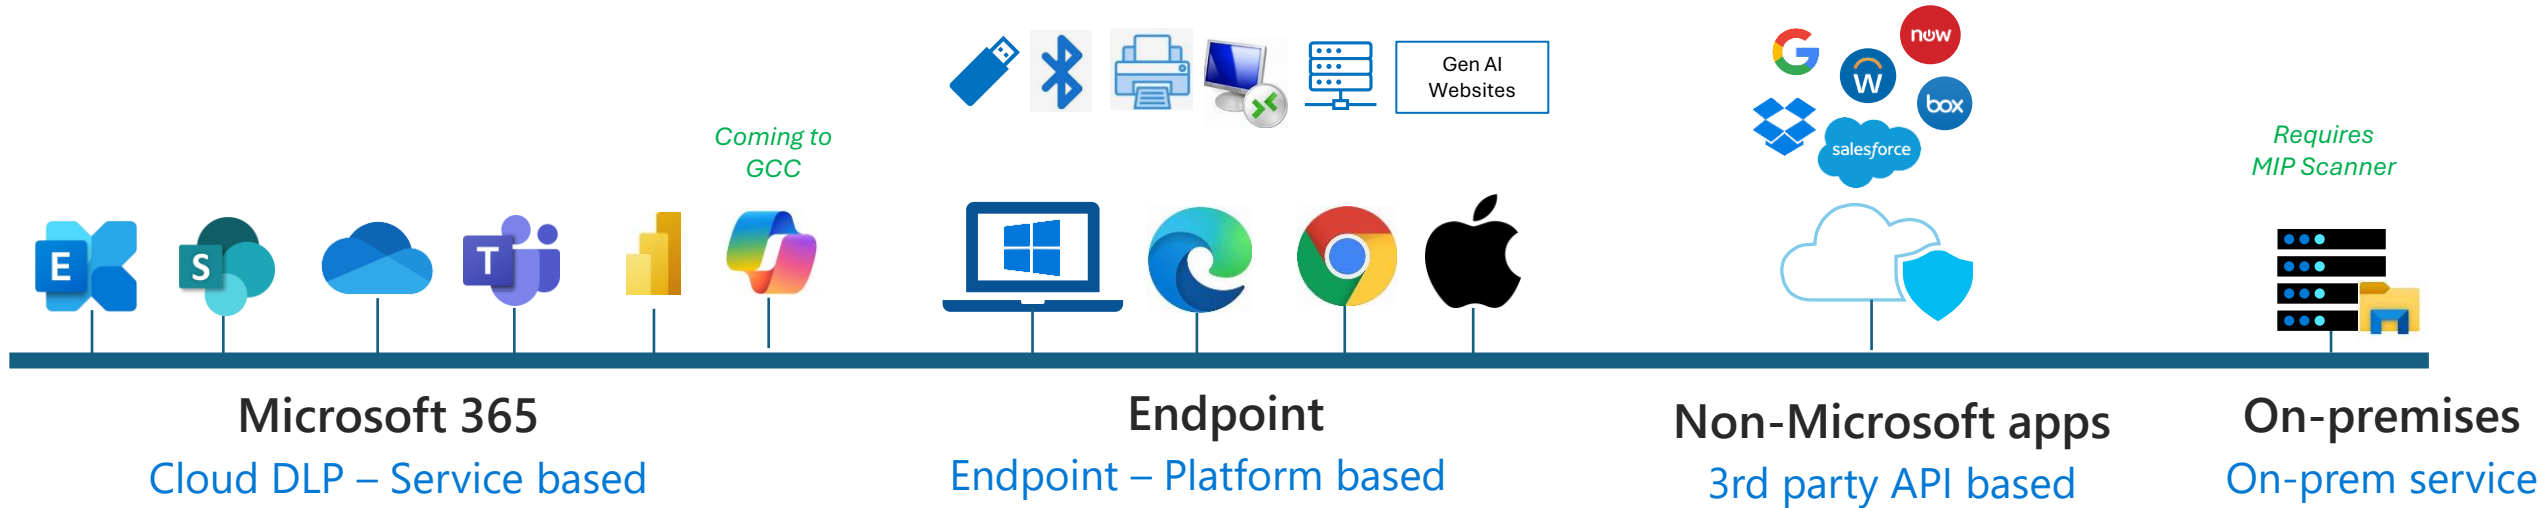 Coming to
GCC
E
S
T
Microsoft 365
Cloud DLP – Service based
Gen AI
Websites
Endpoint
Endpoint – Platform based
now
W
box
salesforce
Non-Microsoft apps
3rd party API based
Requires
MIP Scanner
On-premises
On-prem service